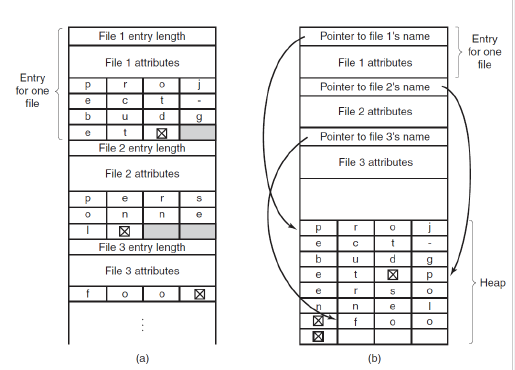 File 1 entry length
File 1 attributes
Entry
for one
file
p r o j
e c t -
b u d g
e t ☒
File 2 entry length
File 2 attributes
p e r s
o n n e
l ☒
File 3 entry length
File 3 attributes
f o o ☒
⋮
(a)
Pointer to file 1's name
File 1 attributes
Entry
for one
file
Pointer to file 2's name
File 2 attributes
Pointer to file 3's name
File 3 attributes
p r o j
e c t -
b u d g
e t ☒ p
e r s o
n n e l
☒ f o o
☒
Heap
(b)